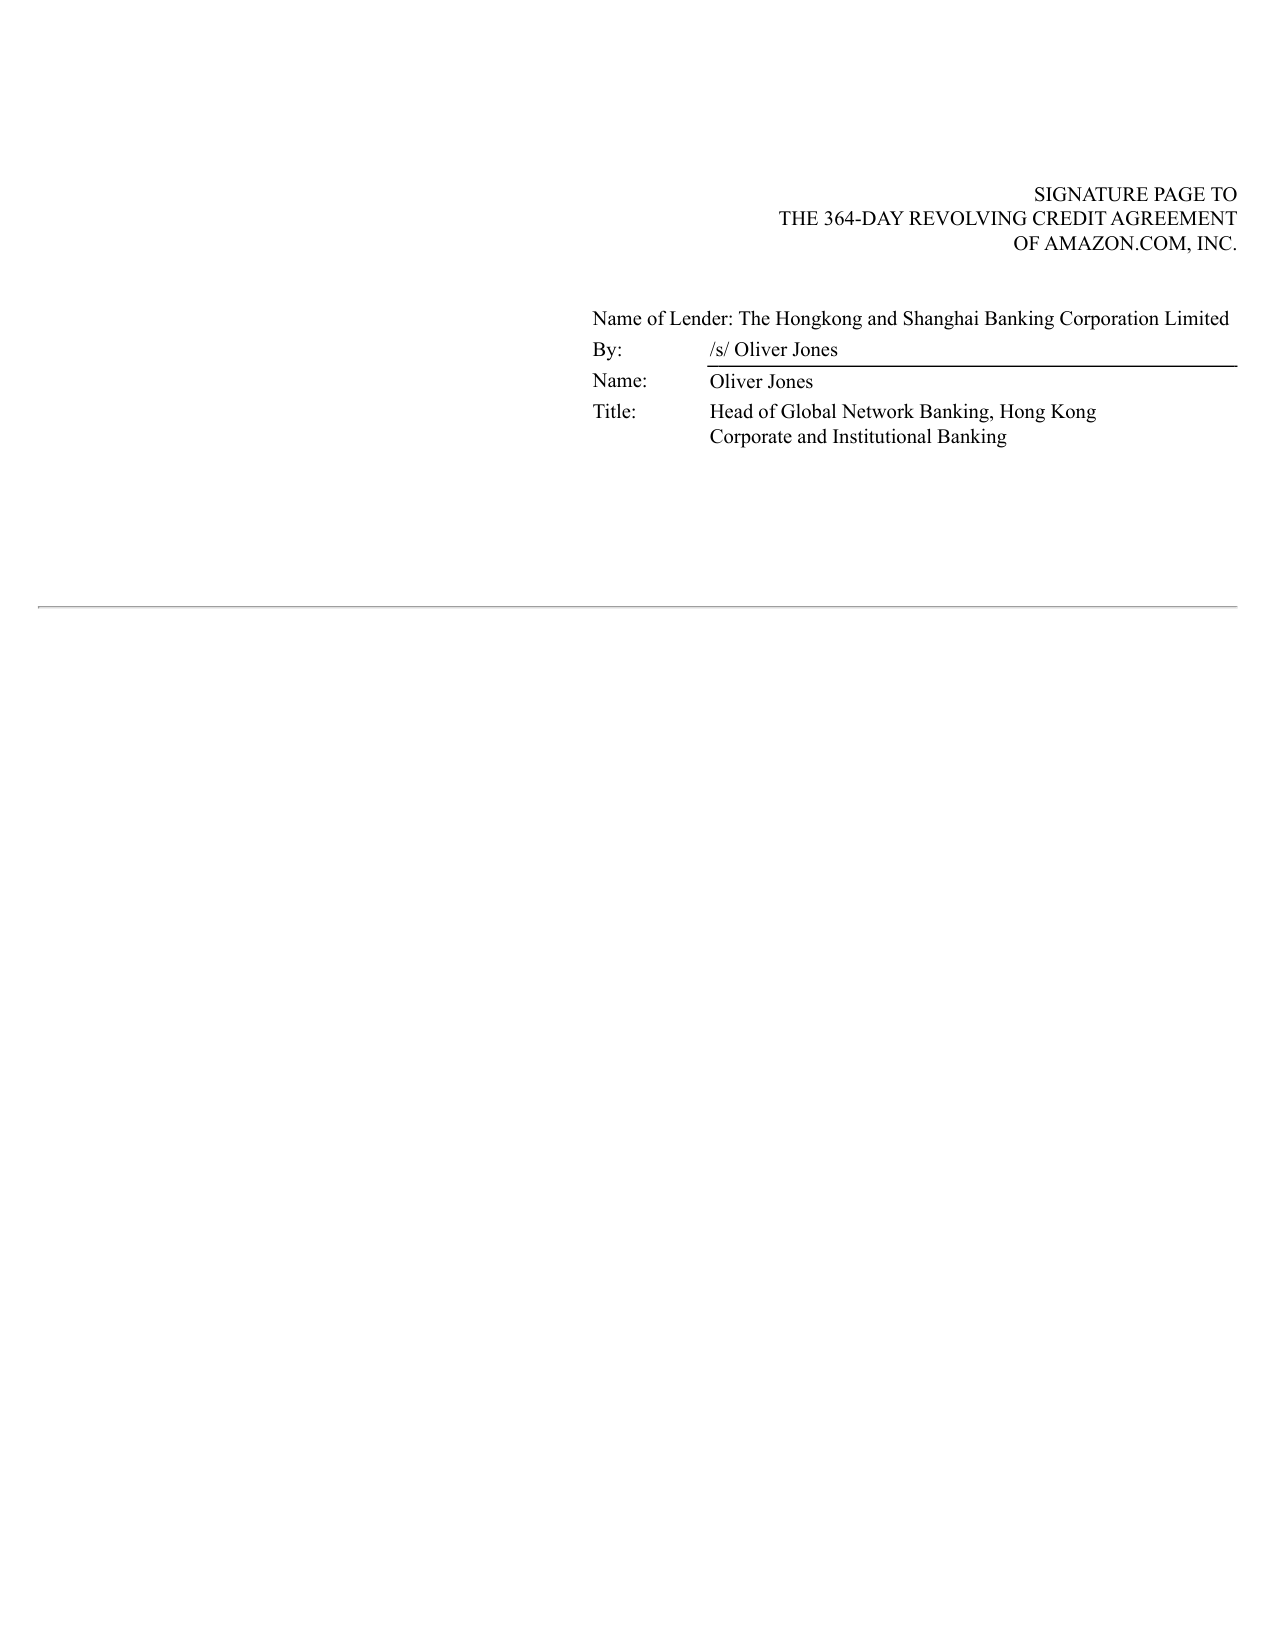 SIGNATURE PAGE TO
THE 364-DAY REVOLVING CREDIT AGREEMENT
OF AMAZON.COM, INC.
Name of Lender: The Hongkong and Shanghai Banking Corporation Limited
By: /s/ Oliver Jones
Name: Oliver Jones
Title: Head of Global Network Banking, Hong Kong
Corporate and Institutional Banking